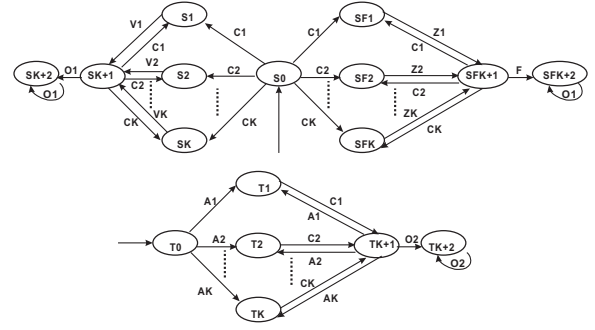 S1
SF1
V1
C1
C1
C1
Z1
C1
SK+2
O1
SK+1
V2
C2
S2
C2
S0
C2
SF2
Z2
C2
SFK+1
F
SFK+2
O1
O1
CK
VK
CK
CK
ZK
CK
SK
SFK
T1
A1
C1
A1
T0
A2
T2
C2
A2
TK+1
O2
TK+2
O2
AK
CK
AK
TK